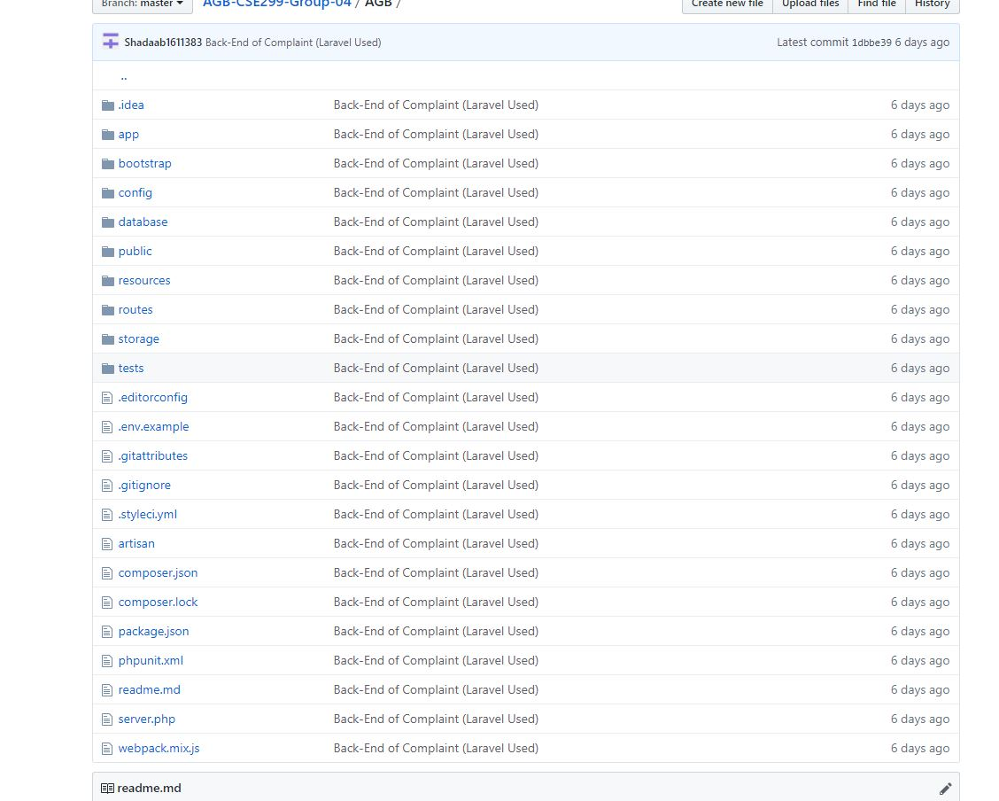 Branch: master AGB-CSE299-Group-04 / AGB / Create new file Upload files Find file History
Shadaab1611383 Back-End of Complaint (Laravel Used) Latest commit 1dbbe39 6 days ago
..
.idea Back-End of Complaint (Laravel Used) 6 days ago
app Back-End of Complaint (Laravel Used) 6 days ago
bootstrap Back-End of Complaint (Laravel Used) 6 days ago
config Back-End of Complaint (Laravel Used) 6 days ago
database Back-End of Complaint (Laravel Used) 6 days ago
public Back-End of Complaint (Laravel Used) 6 days ago
resources Back-End of Complaint (Laravel Used) 6 days ago
routes Back-End of Complaint (Laravel Used) 6 days ago
storage Back-End of Complaint (Laravel Used) 6 days ago
tests Back-End of Complaint (Laravel Used) 6 days ago
.editorconfig Back-End of Complaint (Laravel Used) 6 days ago
.env.example Back-End of Complaint (Laravel Used) 6 days ago
.gitattributes Back-End of Complaint (Laravel Used) 6 days ago
.gitignore Back-End of Complaint (Laravel Used) 6 days ago
.styleci.yml Back-End of Complaint (Laravel Used) 6 days ago
artisan Back-End of Complaint (Laravel Used) 6 days ago
composer.json Back-End of Complaint (Laravel Used) 6 days ago
composer.lock Back-End of Complaint (Laravel Used) 6 days ago
package.json Back-End of Complaint (Laravel Used) 6 days ago
phpunit.xml Back-End of Complaint (Laravel Used) 6 days ago
readme.md Back-End of Complaint (Laravel Used) 6 days ago
server.php Back-End of Complaint (Laravel Used) 6 days ago
webpack.mix.js Back-End of Complaint (Laravel Used) 6 days ago
readme.md